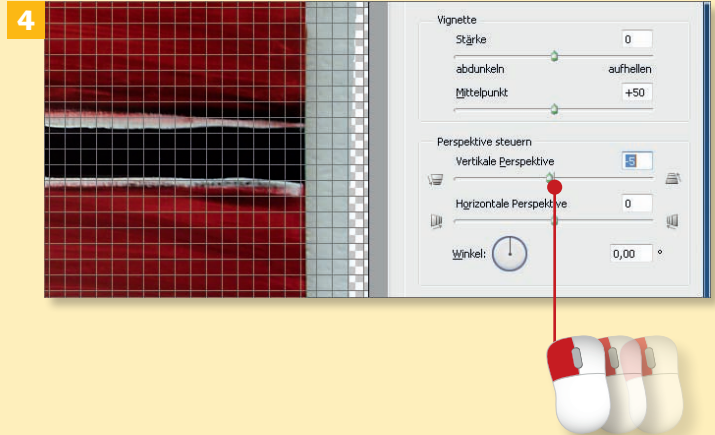 4
Vignette
Stärke 0
abdunkeln aufhellen
Mittelpunkt +50
Perspektive steuern
Vertikale Perspektive -5
Horizontale Perspektive 0
Winkel: 0,00 °